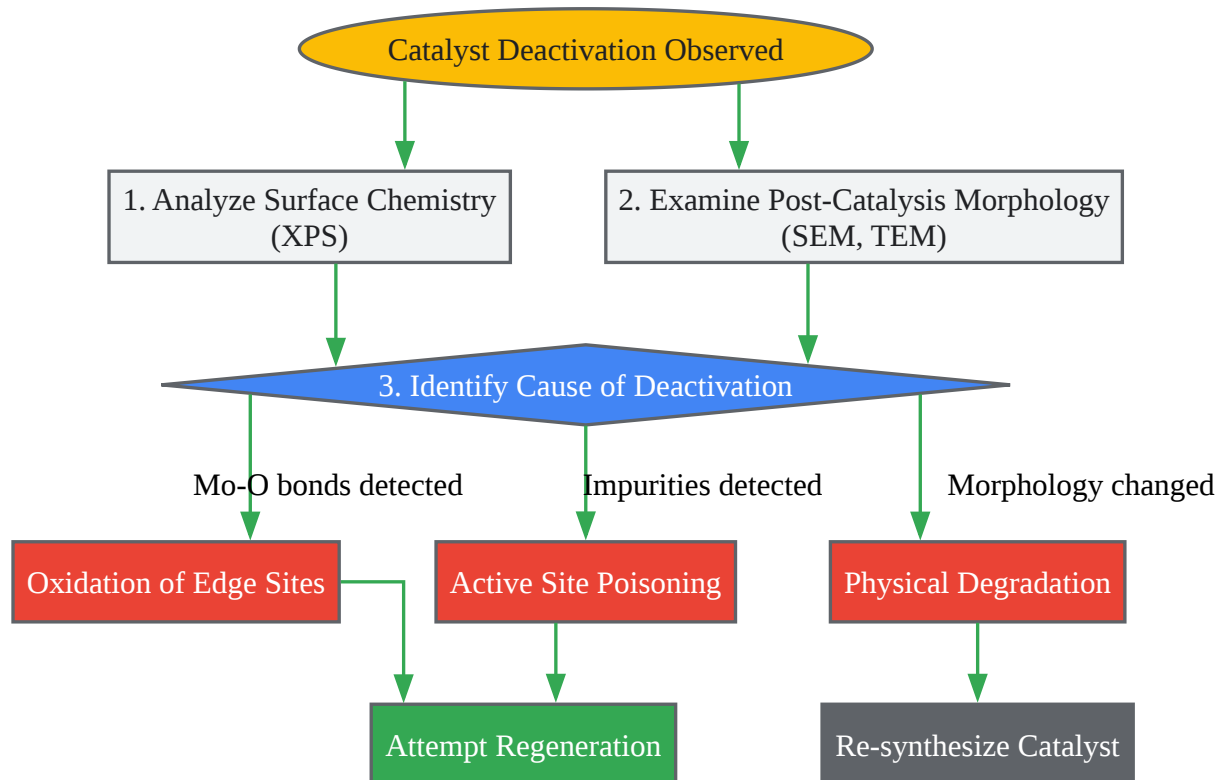 Catalyst Deactivation Observed
1. Analyze Surface Chemistry
(XPS)
2. Examine Post-Catalysis Morphology
(SEM, TEM)
3. Identify Cause of Deactivation
Mo-O bonds detected
Impurities detected
Morphology changed
Oxidation of Edge Sites
Active Site Poisoning
Physical Degradation
Attempt Regeneration
Re-synthesize Catalyst